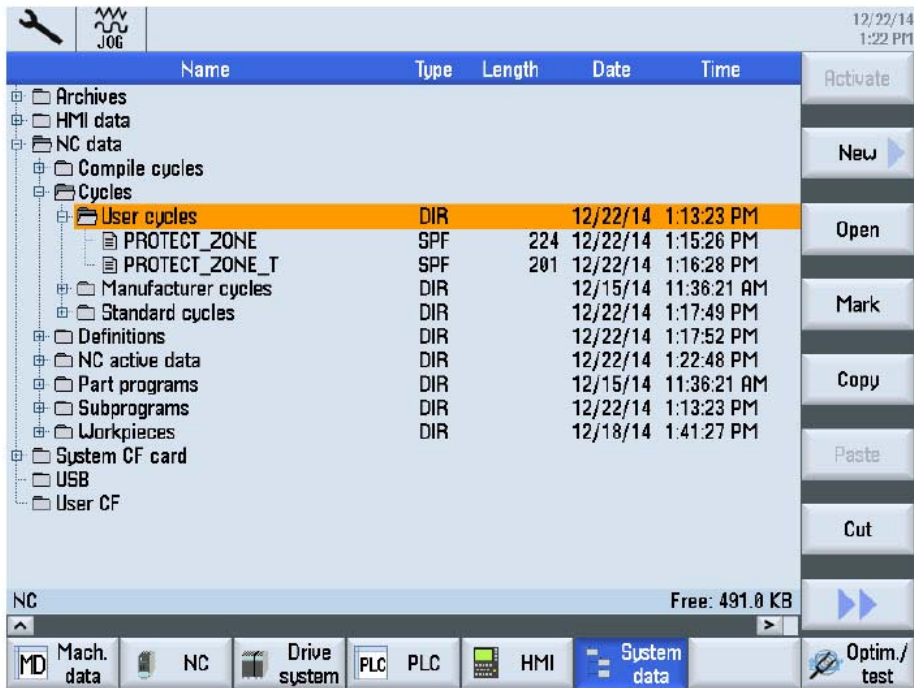 JOG
12/22/14
1:22 PM
Name Type Length Date Time
Archives
HMI data
NC data
Compile cycles
Cycles
User cycles DIR 12/22/14 1:13:23 PM
PROTECT_ZONE SPF 224 12/22/14 1:15:26 PM
PROTECT_ZONE_T SPF 201 12/22/14 1:16:28 PM
Manufacturer cycles DIR 12/15/14 11:36:21 AM
Standard cycles DIR 12/22/14 1:17:49 PM
Definitions DIR 12/22/14 1:17:52 PM
NC active data DIR 12/22/14 1:22:48 PM
Part programs DIR 12/15/14 11:36:21 AM
Subprograms DIR 12/22/14 1:13:23 PM
Workpieces DIR 12/18/14 1:41:27 PM
System CF card
USB
User CF
NC Free: 491.0 KB
Activate
New
Open
Mark
Copy
Paste
Cut
MD Mach. data
NC
Drive system
PLC PLC
HMI
System data
Optim./ test